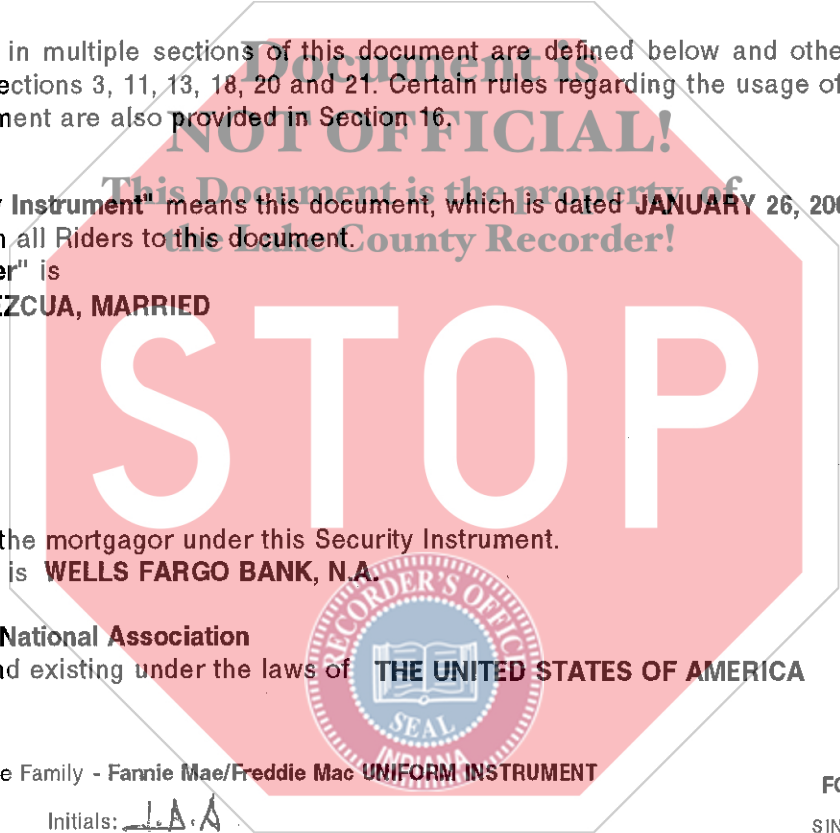 Document is
in multiple sections of this document are defined below and othe
ections 3, 11, 13, 18, 20 and 21. Certain rules regarding the usage of
NOT OFFICIAL!
ment are also provided in Section 16.
This Document is the property of
Instrument" means this document, which is dated JANUARY 26, 200
the Lake County Recorder!
all Riders to this document.
er" is
EZCUA, MARRIED
STOP
the mortgagor under this Security Instrument.
is WELLS FARGO BANK, N.A.
RECORDER'S OFFICE
National Association
nd existing under the laws of THE UNITED STATES OF AMERICA
SEAL
INDIANA
e Family - Fannie Mae/Freddie Mac UNIFORM INSTRUMENT
FO
Initials: J.A.A
SIN